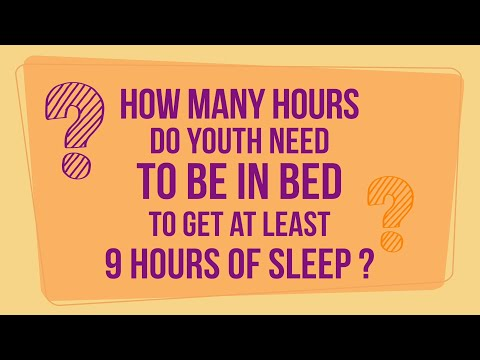 HOW MANY HOURS
DO YOUTH NEED
TO BE IN BED
TO GET AT LEAST
9 HOURS OF SLEEP ?